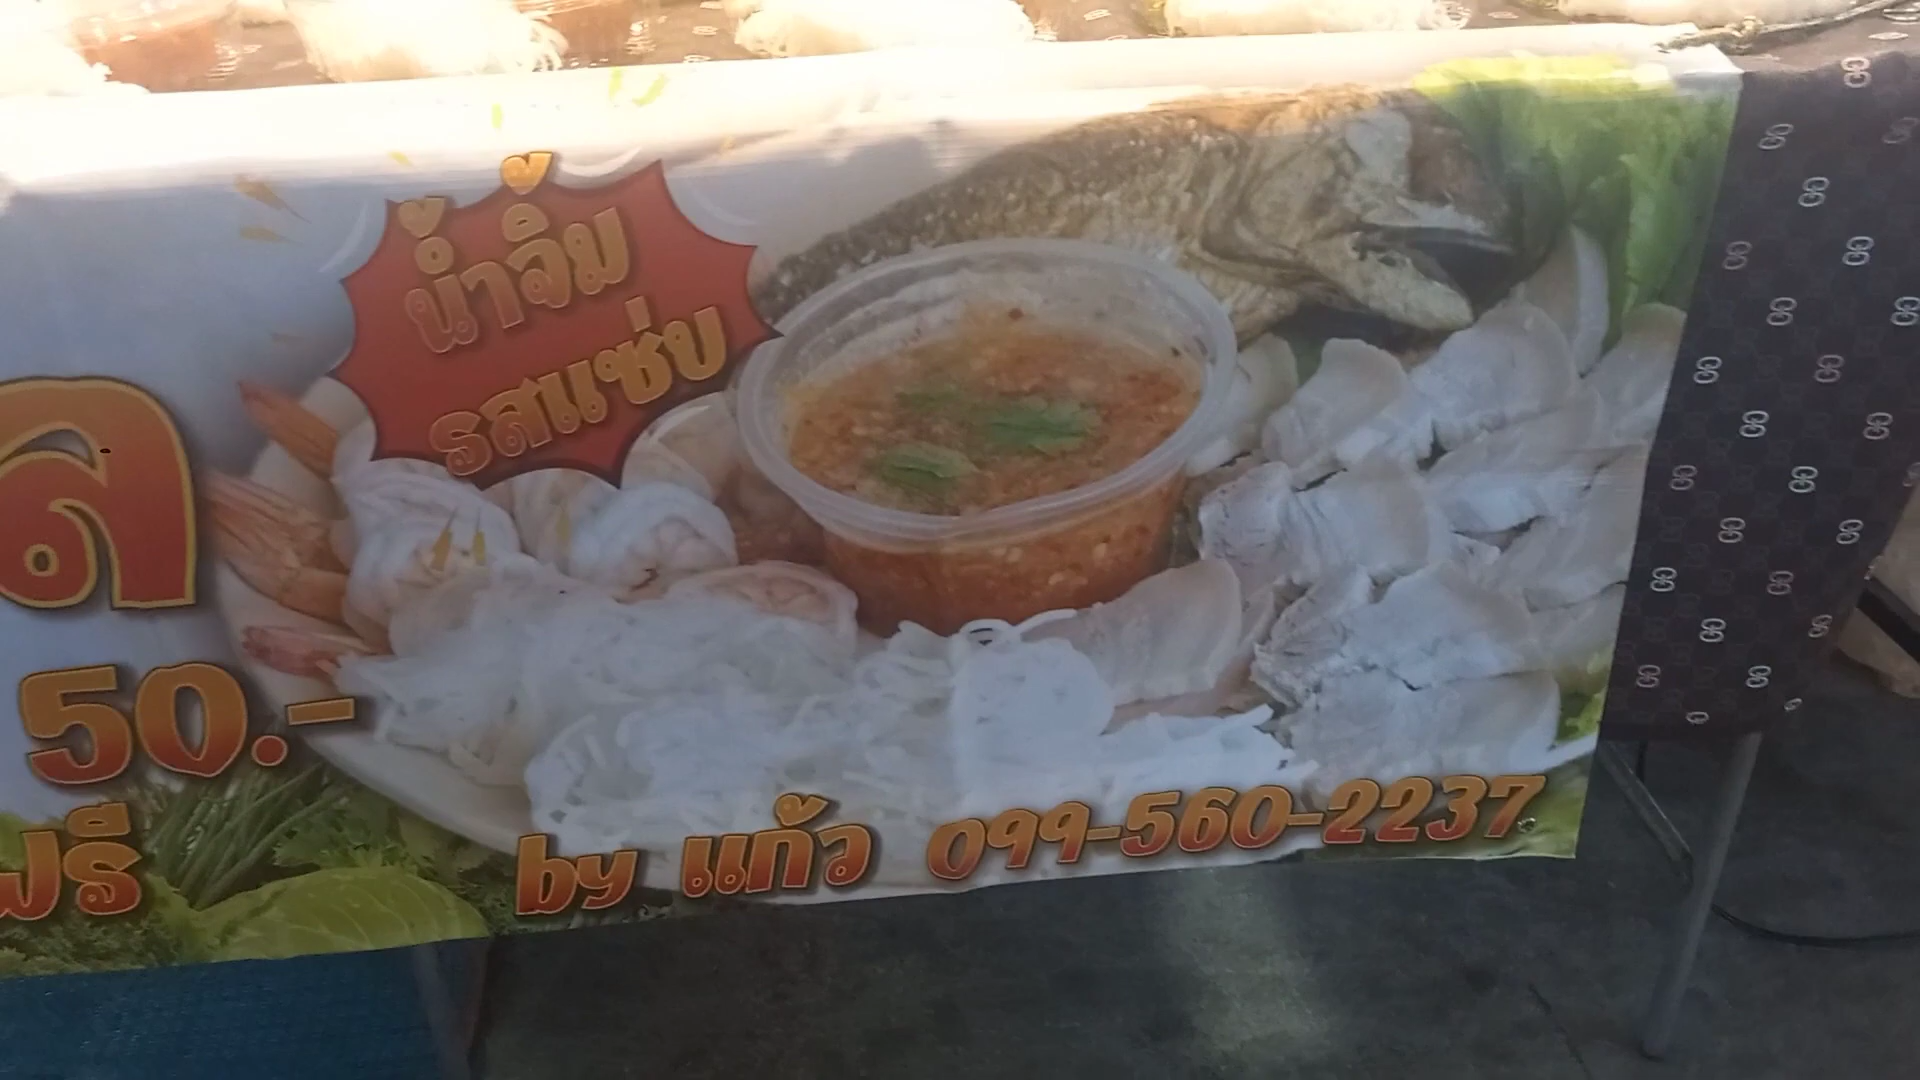 น้ำจิ้ม
รสแซ่บ
ล
50.-
ฟรี
by แก้ว 099-560-2237